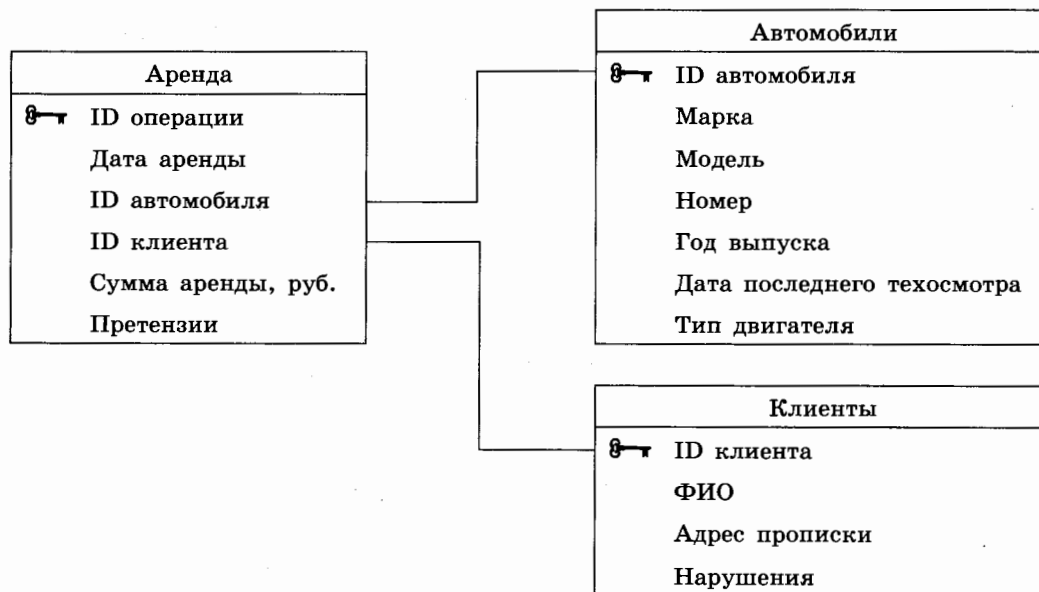 Аренда
ID операции
Дата аренды
ID автомобиля
ID клиента
Сумма аренды, руб.
Претензии
Автомобили
ID автомобиля
Марка
Модель
Номер
Год выпуска
Дата последнего техосмотра
Тип двигателя
Клиенты
ID клиента
ФИО
Адрес прописки
Нарушения